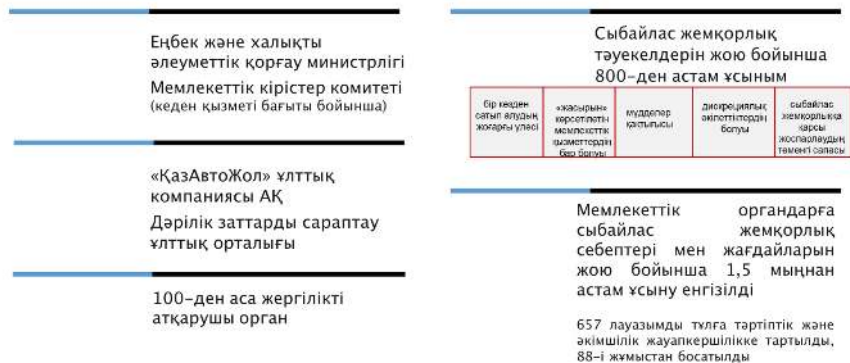 Еңбек және халықты
әлеуметтік қорғау министрлігі
Мемлекеттік кірістер комитеті
(кеден қызметі бағыты бойынша)
«ҚазАвтоЖол» ұлттық
компаниясы АҚ
Дәрілік заттарды сараптау
ұлттық орталығы
100-ден аса жергілікті
атқарушы орган
Сыбайлас жемқорлық
тәуекелдерін жою бойынша
800-ден астам ұсыным
бір көзден
сатып алудың
жоғарғы үлесі
«жасырын»
көрсетілетін
мемлекеттік
қызметтердің
бар болуы
мүдделер
қақтығысы
дискрециялық
өкілеттіктердің
болуы
сыбайлас
жемқорлыққа
қарсы
жоспарлаудың
төменгі сапасы
Мемлекеттік органдарға
сыбайлас жемқорлық
себептері мен жағдайларын
жою бойынша 1,5 мыңнан
астам ұсыну енгізілді
657 лауазымды тұлға тәртіптік және
әкімшілік жауапкершілікке тартылды,
88-і жұмыстан босатылды